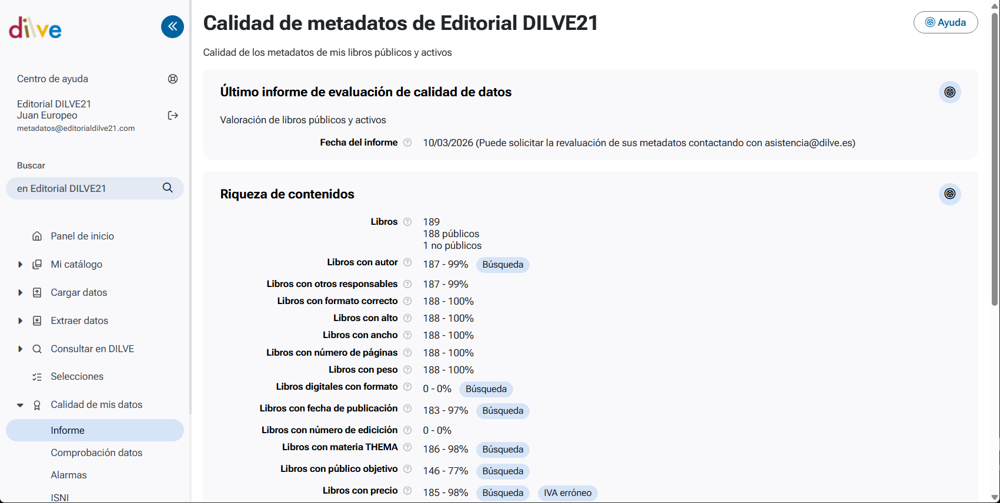 dilve
Centro de ayuda
Editorial DILVE21
Juan Europeo
metadatos@editorialdilve21.com
Buscar
en Editorial DILVE21
Panel de inicio
Mi catálogo
Cargar datos
Extraer datos
Consultar en DILVE
Selecciones
Calidad de mis datos
Informe
Comprobación datos
Alarmas
ISNI
Calidad de metadatos de Editorial DILVE21
Ayuda
Calidad de los metadatos de mis libros públicos y activos
Último informe de evaluación de calidad de datos
Valoración de libros públicos y activos
Fecha del informe ? 10/03/2026 (Puede solicitar la revaluación de sus metadatos contactando con asistencia@dilve.es)
Riqueza de contenidos
Libros ? 189
188 públicos
1 no públicos
Libros con autor ? 187 - 99% Búsqueda
Libros con otros responsables ? 187 - 99%
Libros con formato correcto ? 188 - 100%
Libros con alto ? 188 - 100%
Libros con ancho ? 188 - 100%
Libros con número de páginas ? 188 - 100%
Libros con peso ? 188 - 100%
Libros digitales con formato ? 0 - 0% Búsqueda
Libros con fecha de publicación ? 183 - 97% Búsqueda
Libros con número de edicición ? 0 - 0%
Libros con materia THEMA ? 186 - 98% Búsqueda
Libros con público objetivo ? 146 - 77% Búsqueda
Libros con precio ? 185 - 98% Búsqueda IVA erróneo